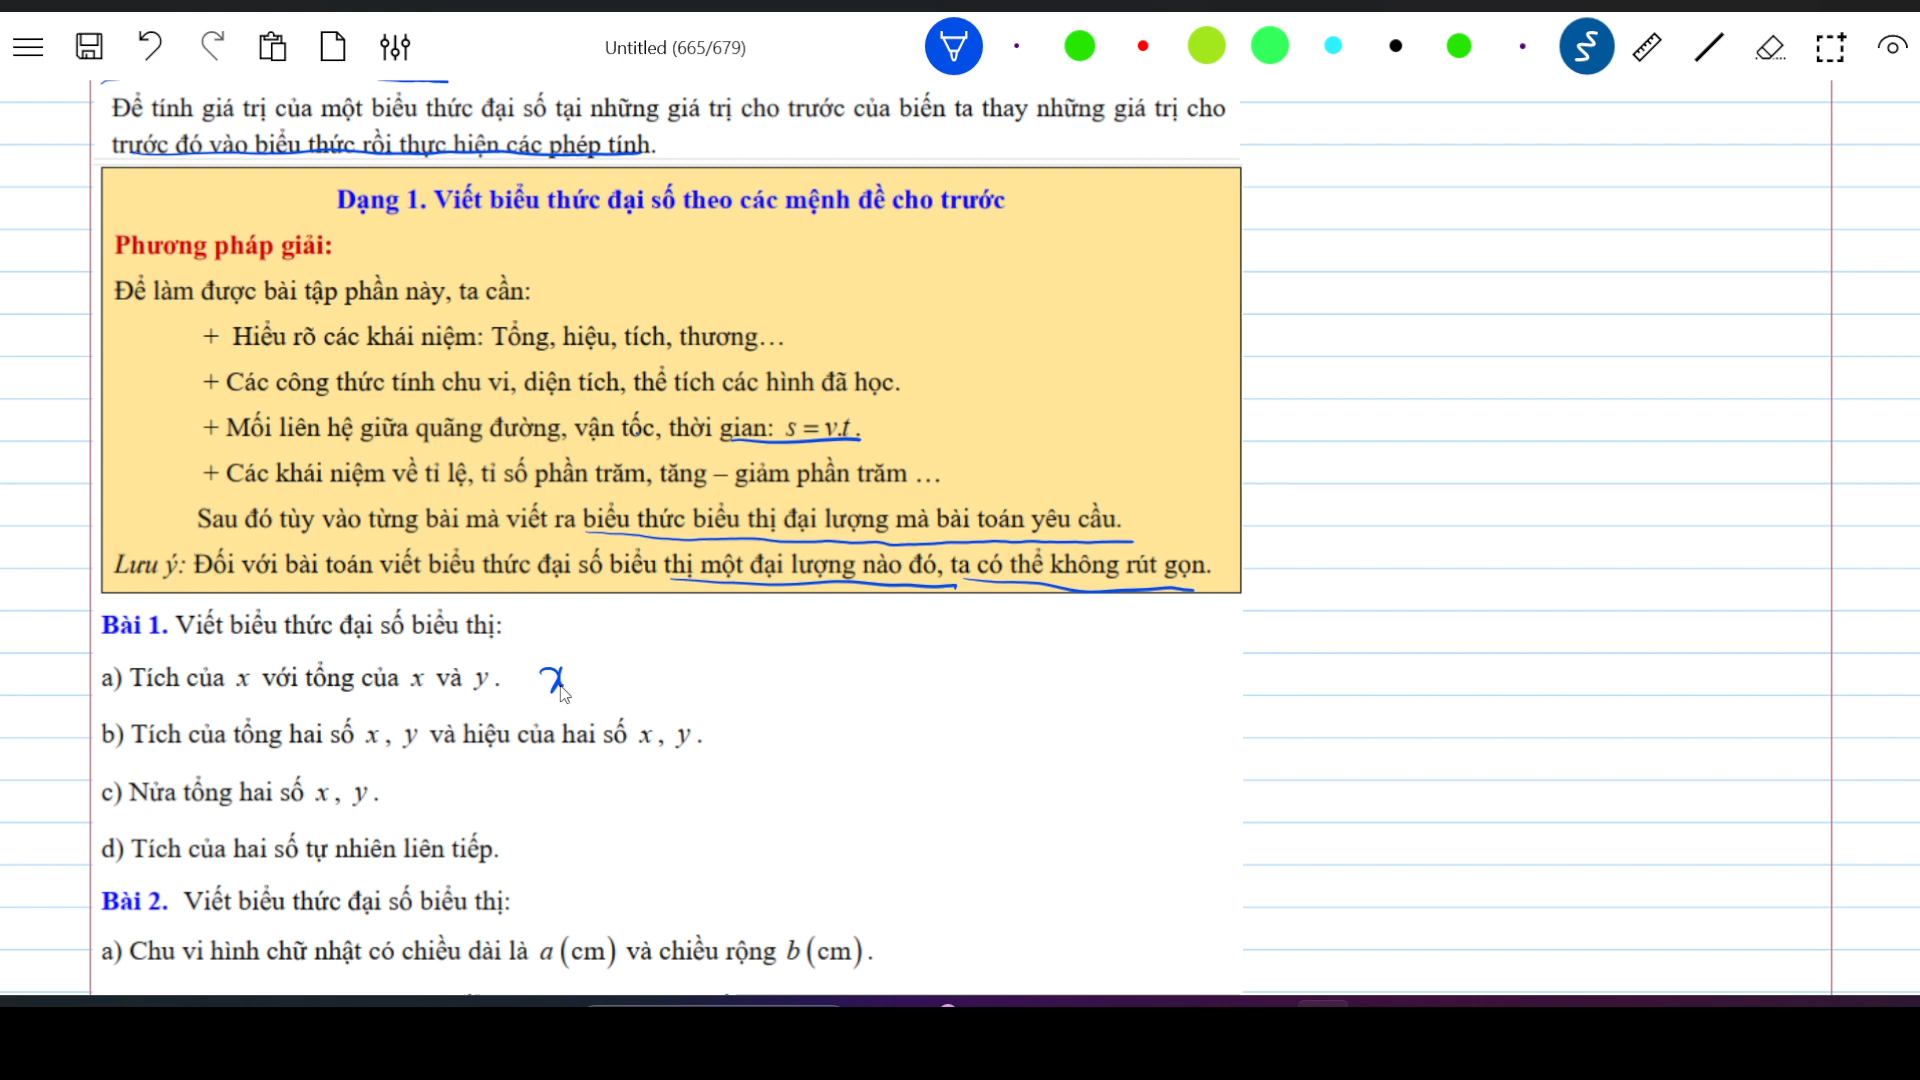 Untitled (665/679)
Để tính giá trị của một biểu thức đại số tại những giá trị cho trước của biến ta thay những giá trị cho
trước đó vào biểu thức rồi thực hiện các phép tính.
Dạng 1. Viết biểu thức đại số theo các mệnh đề cho trước
Phương pháp giải:
Để làm được bài tập phần này, ta cần:
+ Hiểu rõ các khái niệm: Tổng, hiệu, tích, thương…
+ Các công thức tính chu vi, diện tích, thể tích các hình đã học.
+ Mối liên hệ giữa quãng đường, vận tốc, thời gian: s = v.t .
+ Các khái niệm về tỉ lệ, tỉ số phần trăm, tăng – giảm phần trăm …
Sau đó tùy vào từng bài mà viết ra biểu thức biểu thị đại lượng mà bài toán yêu cầu.
Lưu ý: Đối với bài toán viết biểu thức đại số biểu thị một đại lượng nào đó, ta có thể không rút gọn.
Bài 1. Viết biểu thức đại số biểu thị:
a) Tích của x với tổng của x và y . x
b) Tích của tổng hai số x , y và hiệu của hai số x , y .
c) Nửa tổng hai số x , y .
d) Tích của hai số tự nhiên liên tiếp.
Bài 2. Viết biểu thức đại số biểu thị:
a) Chu vi hình chữ nhật có chiều dài là a (cm) và chiều rộng b (cm) .